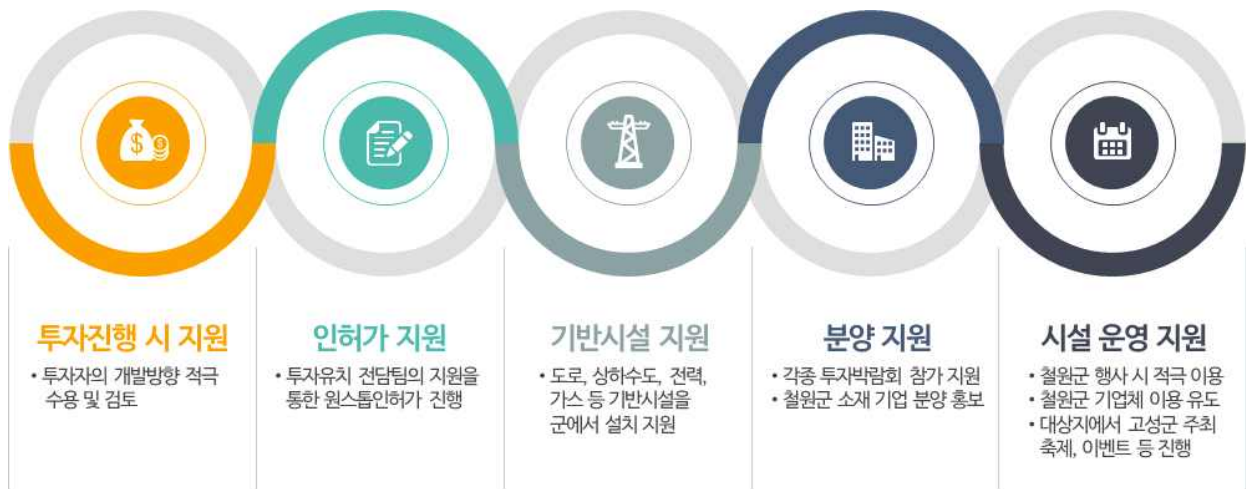 투자진행 시 지원
• 투자자의 개발방향 적극
수용 및 검토
인허가 지원
• 투자유치 전담팀의 지원을
통한 원스톱인허가 진행
기반시설 지원
• 도로, 상하수도, 전력,
가스 등 기반시설을
군에서 설치 지원
분양 지원
• 각종 투자박람회 참가 지원
• 철원군 소재 기업 분양 홍보
시설 운영 지원
• 철원군 행사 시 적극 이용
• 철원군 기업체 이용 유도
• 대상지에서 고성군 주최
축제, 이벤트 등 진행